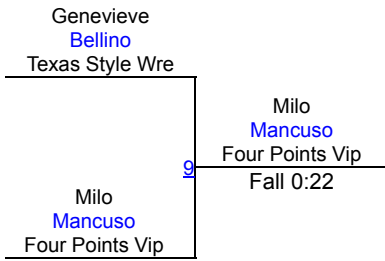 Genevieve
Bellino
Texas Style Wre
Milo
Mancuso
Four Points Vip
9
Fall 0:22
Milo
Mancuso
Four Points Vip